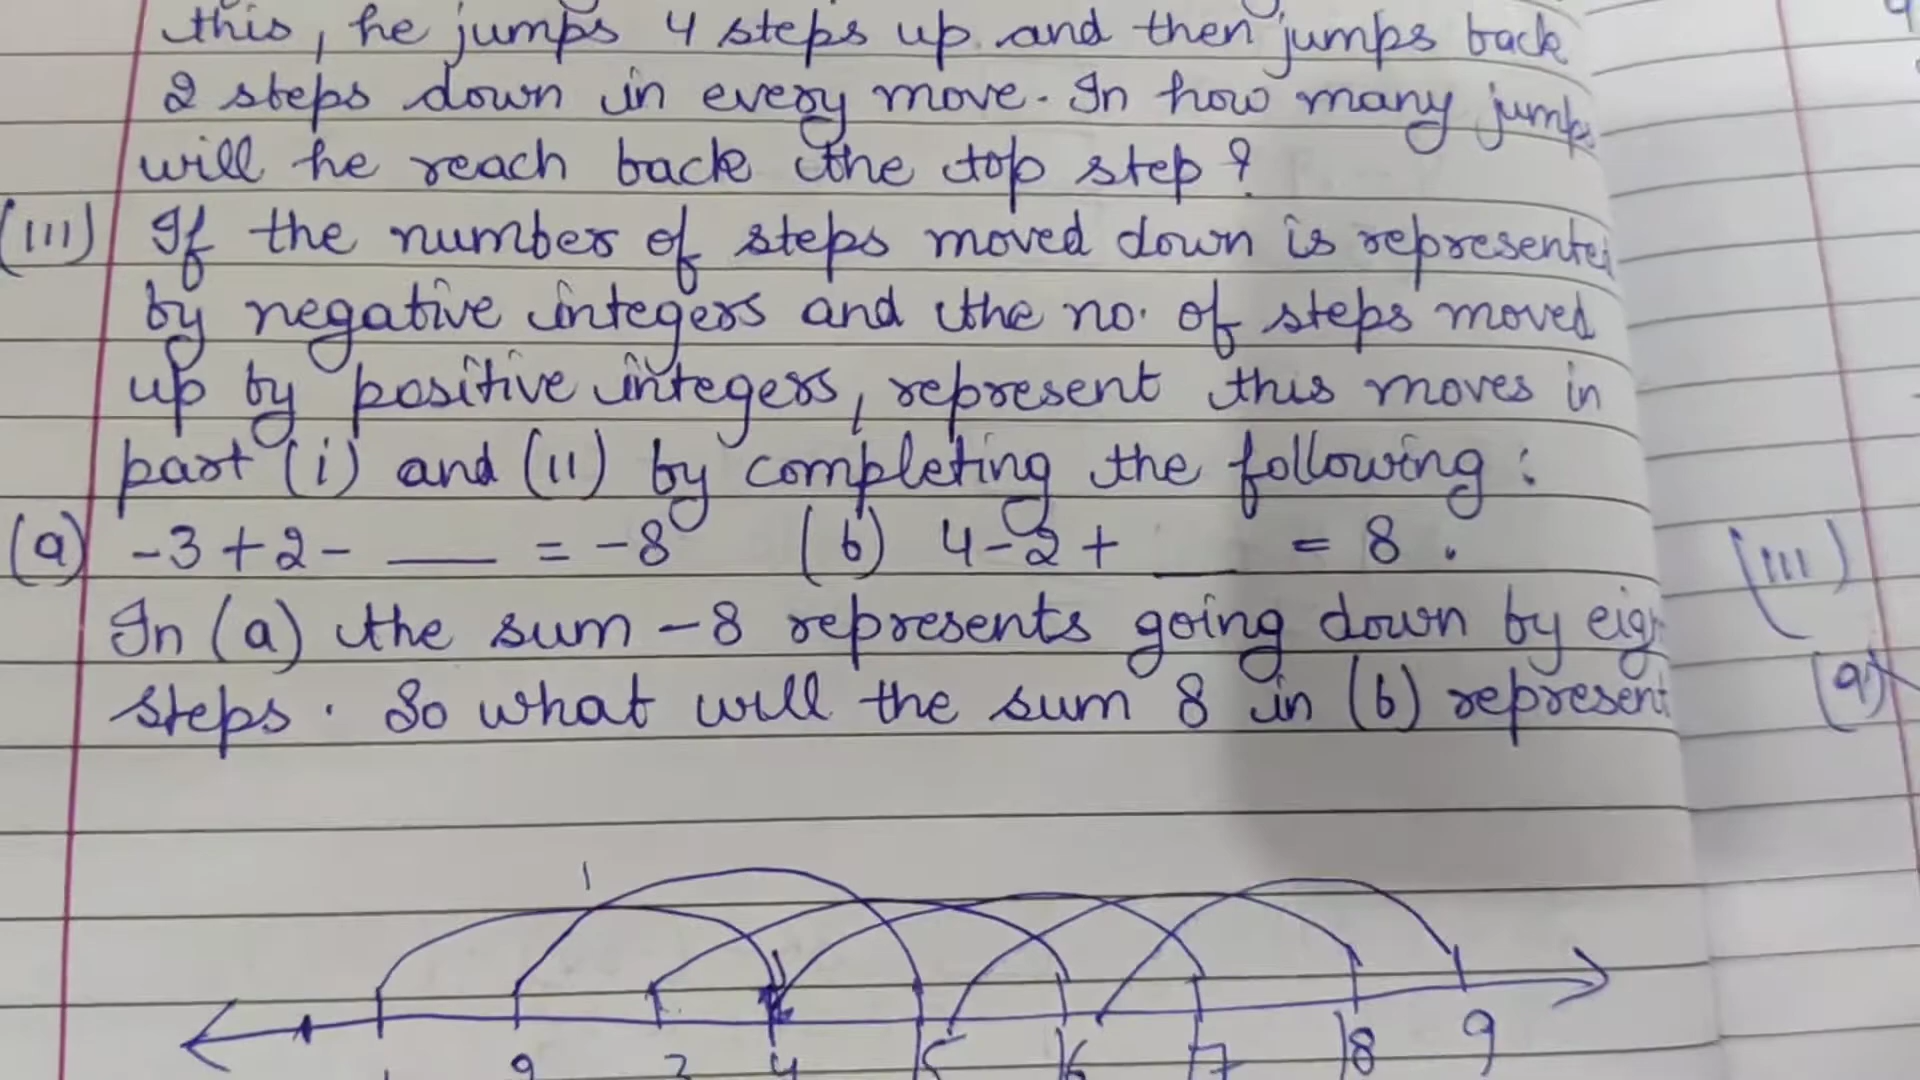 this, he jumps 4 steps up and then jumps back
2 steps down in every move. In how many jumps
will he reach back the top step?
(III) If the number of steps moved down is represented
by negative integers and the no. of steps moved
up by positive integers, represent this moves in
part (i) and (II) by completing the following:
(a) -3+2- ___ = -8 (b) 4-2+ ___ = 8.
In (a) the sum -8 represents going down by eig
steps. So what will the sum 8 in (b) represent
1
2 3 4 5 6 7 8 9
(III)
(a)